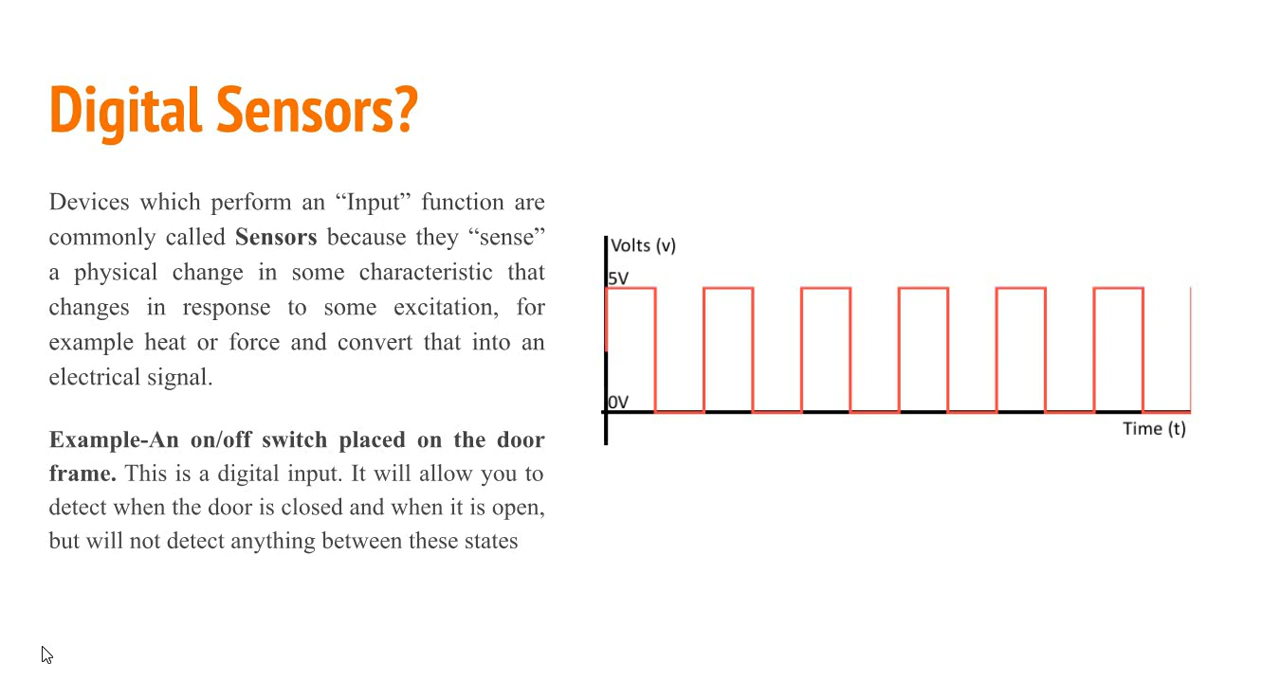 Digital Sensors?
Devices which perform an “Input” function are
commonly called Sensors because they “sense”
a physical change in some characteristic that
changes in response to some excitation, for
example heat or force and convert that into an
electrical signal.
Example-An on/off switch placed on the door
frame. This is a digital input. It will allow you to
detect when the door is closed and when it is open,
but will not detect anything between these states
Volts (v)
5V
0V
Time (t)